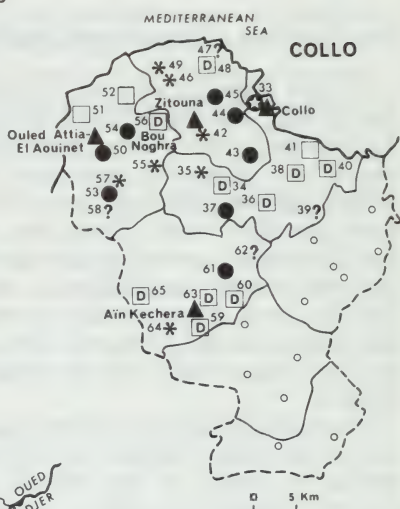 MEDITERRANEAN
SEA
COLLO
47?
49
48
46
33
52
51
45
Zitouna
Collo
44
54
56 D
42
Ouled Attia-
El Aouinet
Bou
Noghra
50
43
41
40
38
55
35
34
57
53
36
58?
37
39?
62?
61
65
63
60
Aïn Kechera
59
64
D
D
D
D
D
D
D
D
D
OUED
DJER
0 5 Km